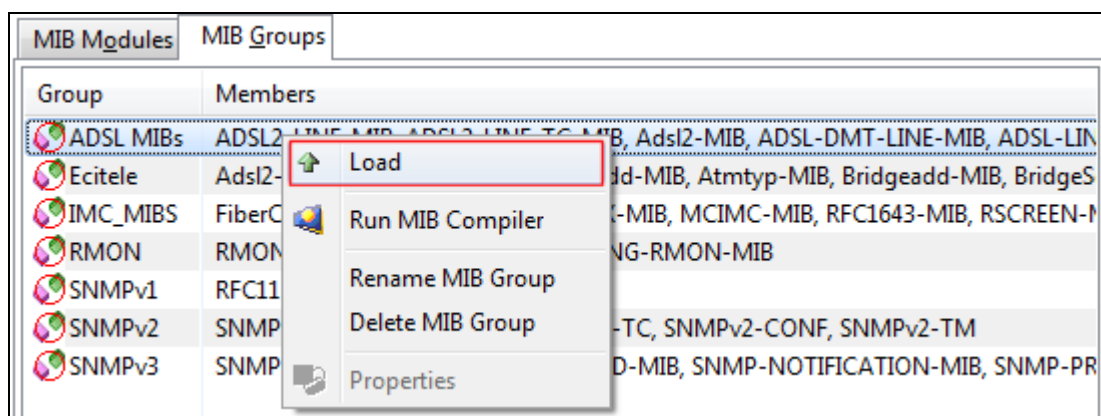 MIB Modules MIB Groups
Group Members
ADSL MIBs ADSL2-LINE-MIB, ADSL2-LINE-TC-MIB, Adsl2-MIB, ADSL-DMT-LINE-MIB, ADSL-LIN
Load
Ecitele Adsl2- dd-MIB, Atmtyp-MIB, Bridgeadd-MIB, BridgeS
IMC_MIBS FiberC -MIB, MCIMC-MIB, RFC1643-MIB, RSCREEN-
Run MIB Compiler
RMON RMON NG-RMON-MIB
Rename MIB Group
SNMPv1 RFC11
SNMPv2 SNMP -TC, SNMPv2-CONF, SNMPv2-TM
Delete MIB Group
SNMPv3 SNMP D-MIB, SNMP-NOTIFICATION-MIB, SNMP-PR
Properties